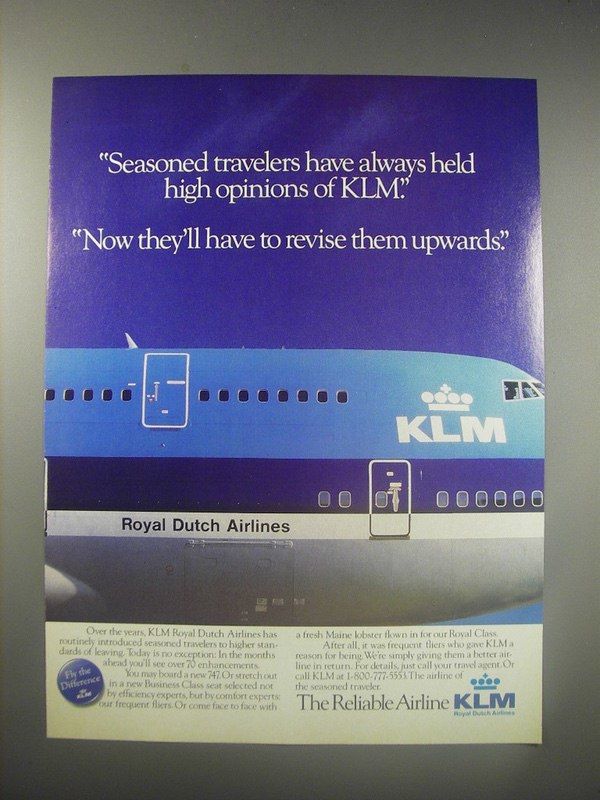 “Seasoned travelers have always held
high opinions of KLM.”
“Now they’ll have to revise them upwards.”
KLM
Royal Dutch Airlines
Over the years, KLM Royal Dutch Airlines has
routinely introduced seasoned travelers to higher stan-
dards of leaving. Today is no exception: In the months
ahead you’ll see over 70 enhancements.
You may board a new 747. Or stretch out
in a new Business Class seat selected not
by efficiency experts, but by comfort experts:
our frequent fliers. Or come to face with
Fly the
Difference
KLM
a fresh Maine lobster flown in for our Royal Class.
After all, it was frequent fliers who gave KLM a
reason for being. We’re simply giving them a better air-
line in return. For details, just call your travel agent. Or
call KLM at 1-800-777-5553. The airline of
the seasoned traveler.
The Reliable Airline KLM
Royal Dutch Airlines